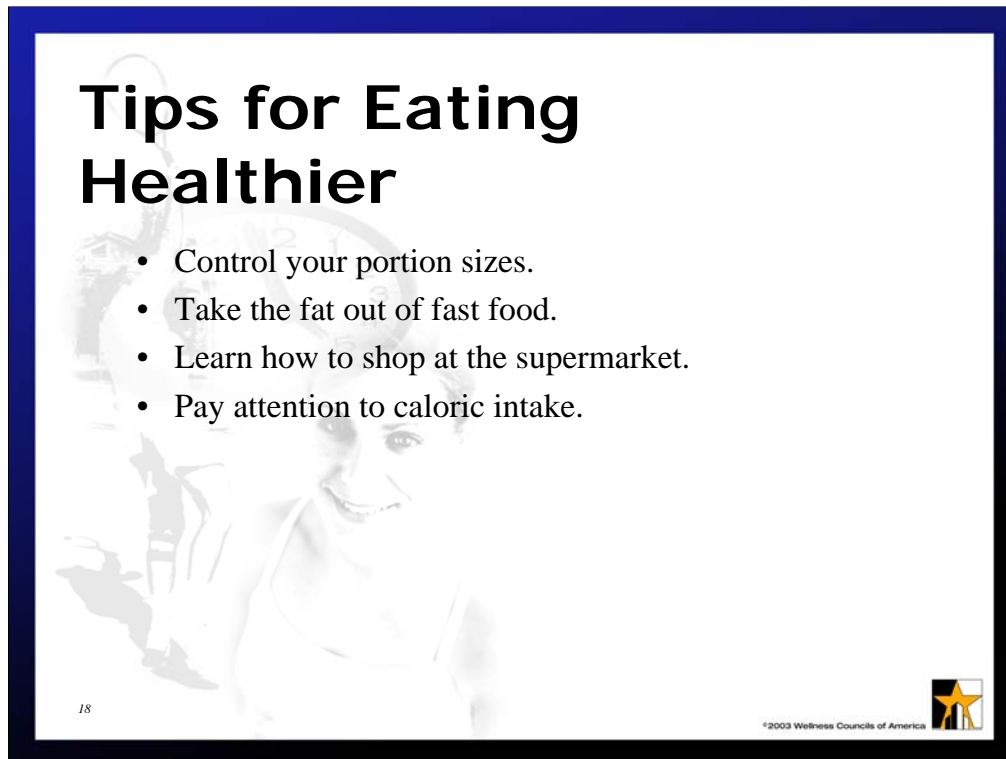 Tips for Eating
Healthier
• Control your portion sizes.
• Take the fat out of fast food.
• Learn how to shop at the supermarket.
• Pay attention to caloric intake.
18
©2003 Wellness Councils of America